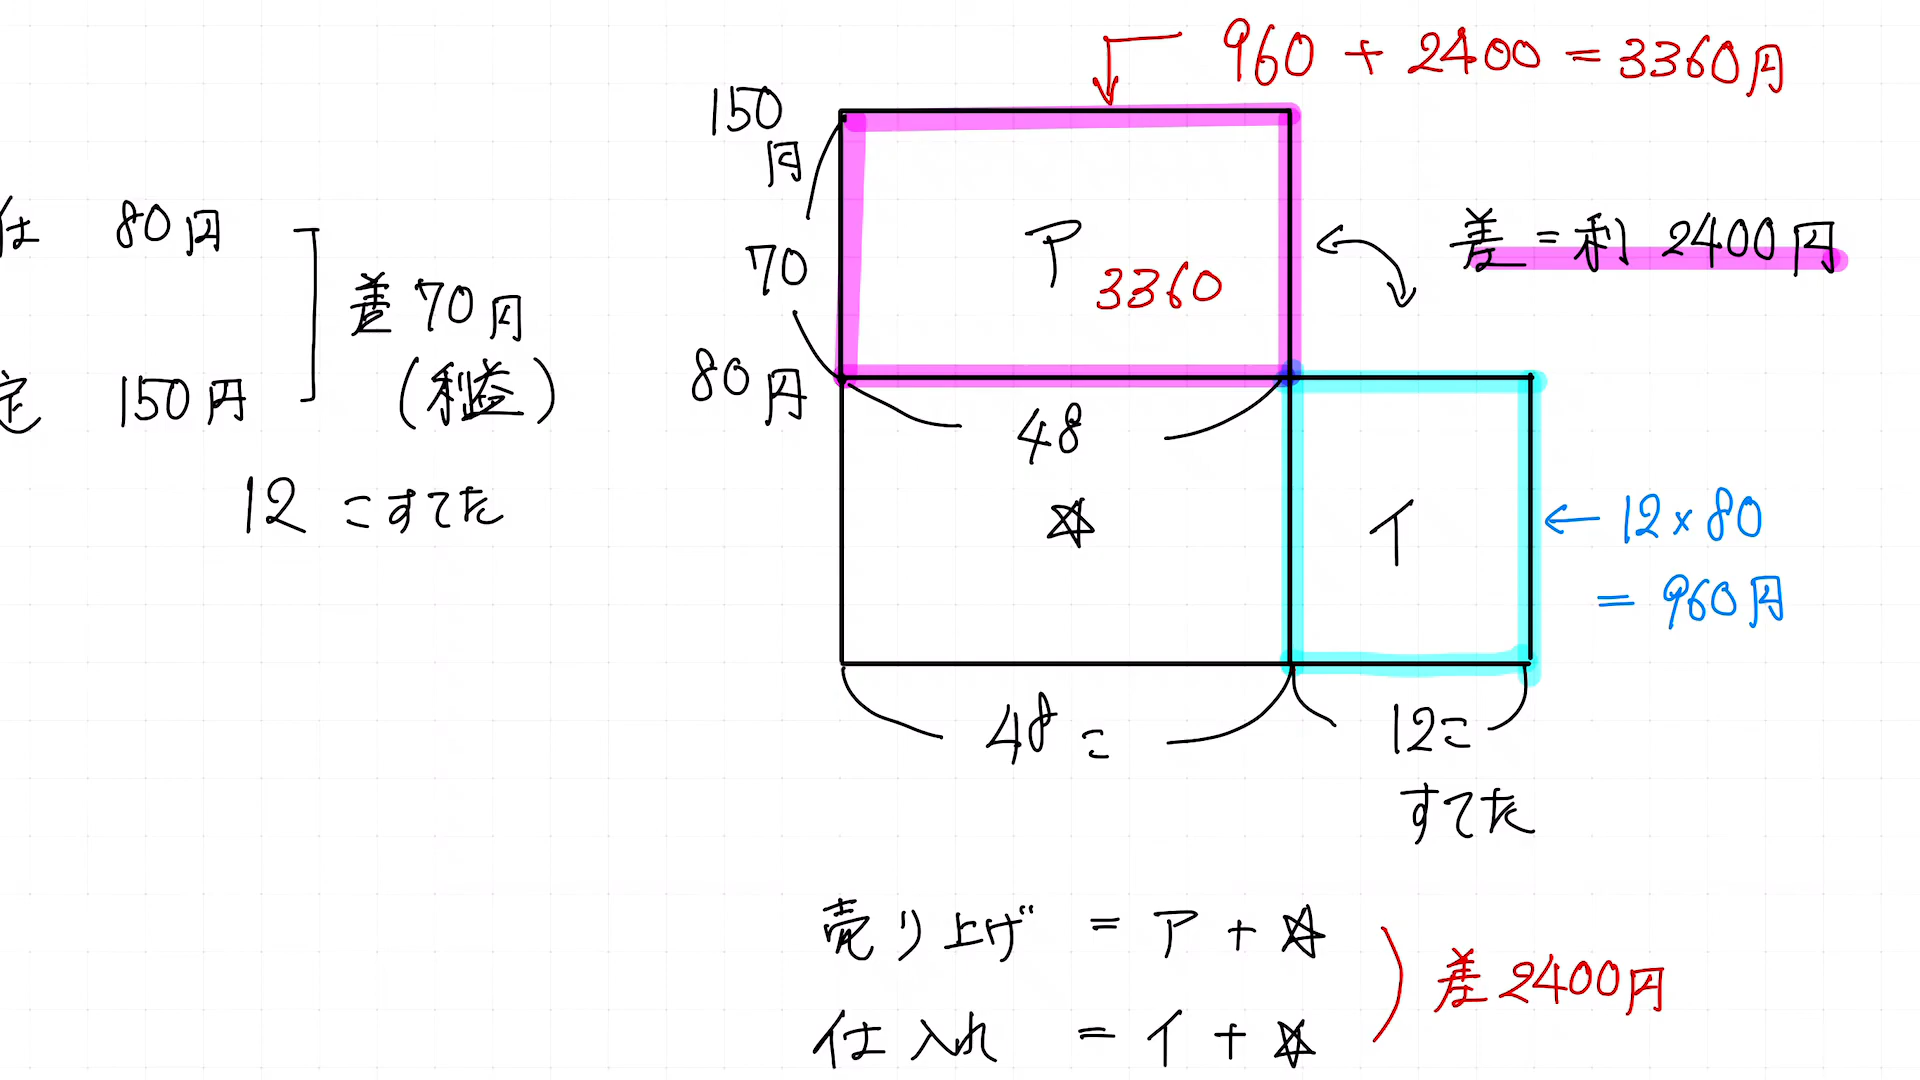 仕 80円
定 150円
差70円
(利益)
12こすてた
960 + 2400 = 3360円
150
円
70
80円
ア
3360
差 = 利 2400円
48
☆
イ
← 12×80
= 960円
48こ
12こ
すてた
売り上げ = ア + ☆
仕入れ = イ + ☆
差2400円